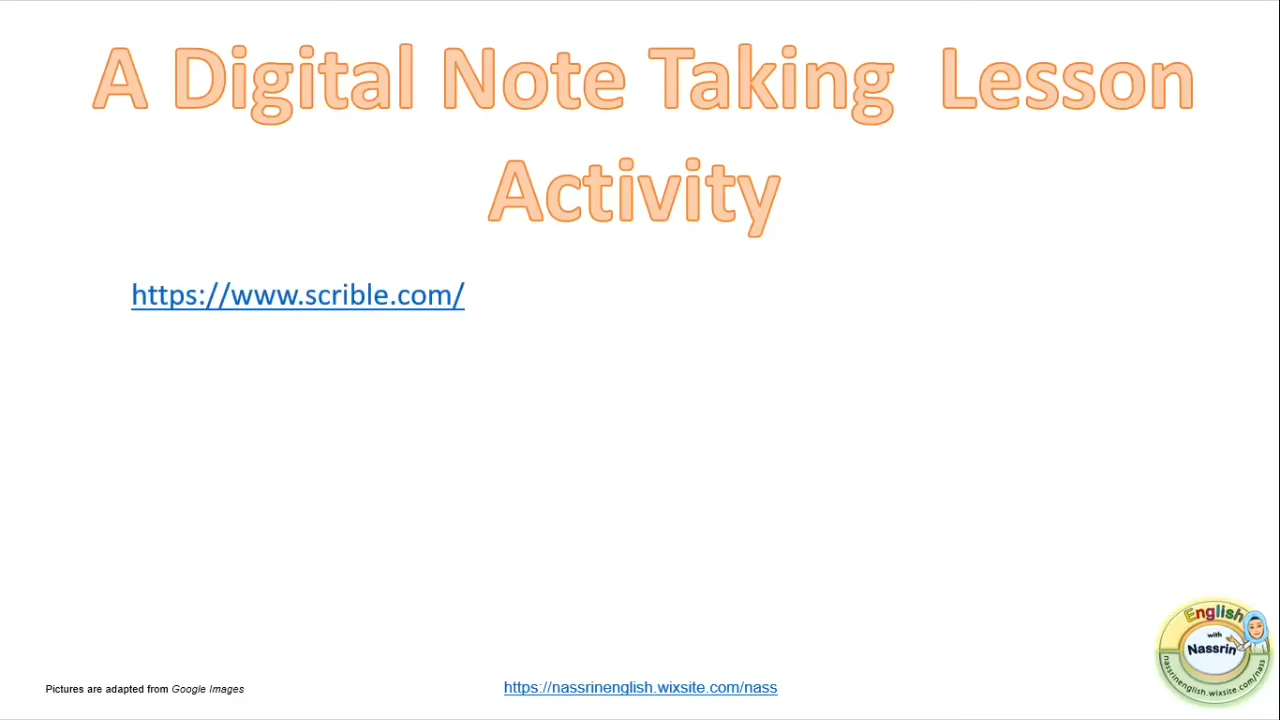 A Digital Note Taking Lesson
Activity
https://www.scrible.com/
English
with
Nassrin
nassrinenglish.wixsite.com/nass
Pictures are adapted from Google Images
https://nassrinenglish.wixsite.com/nass